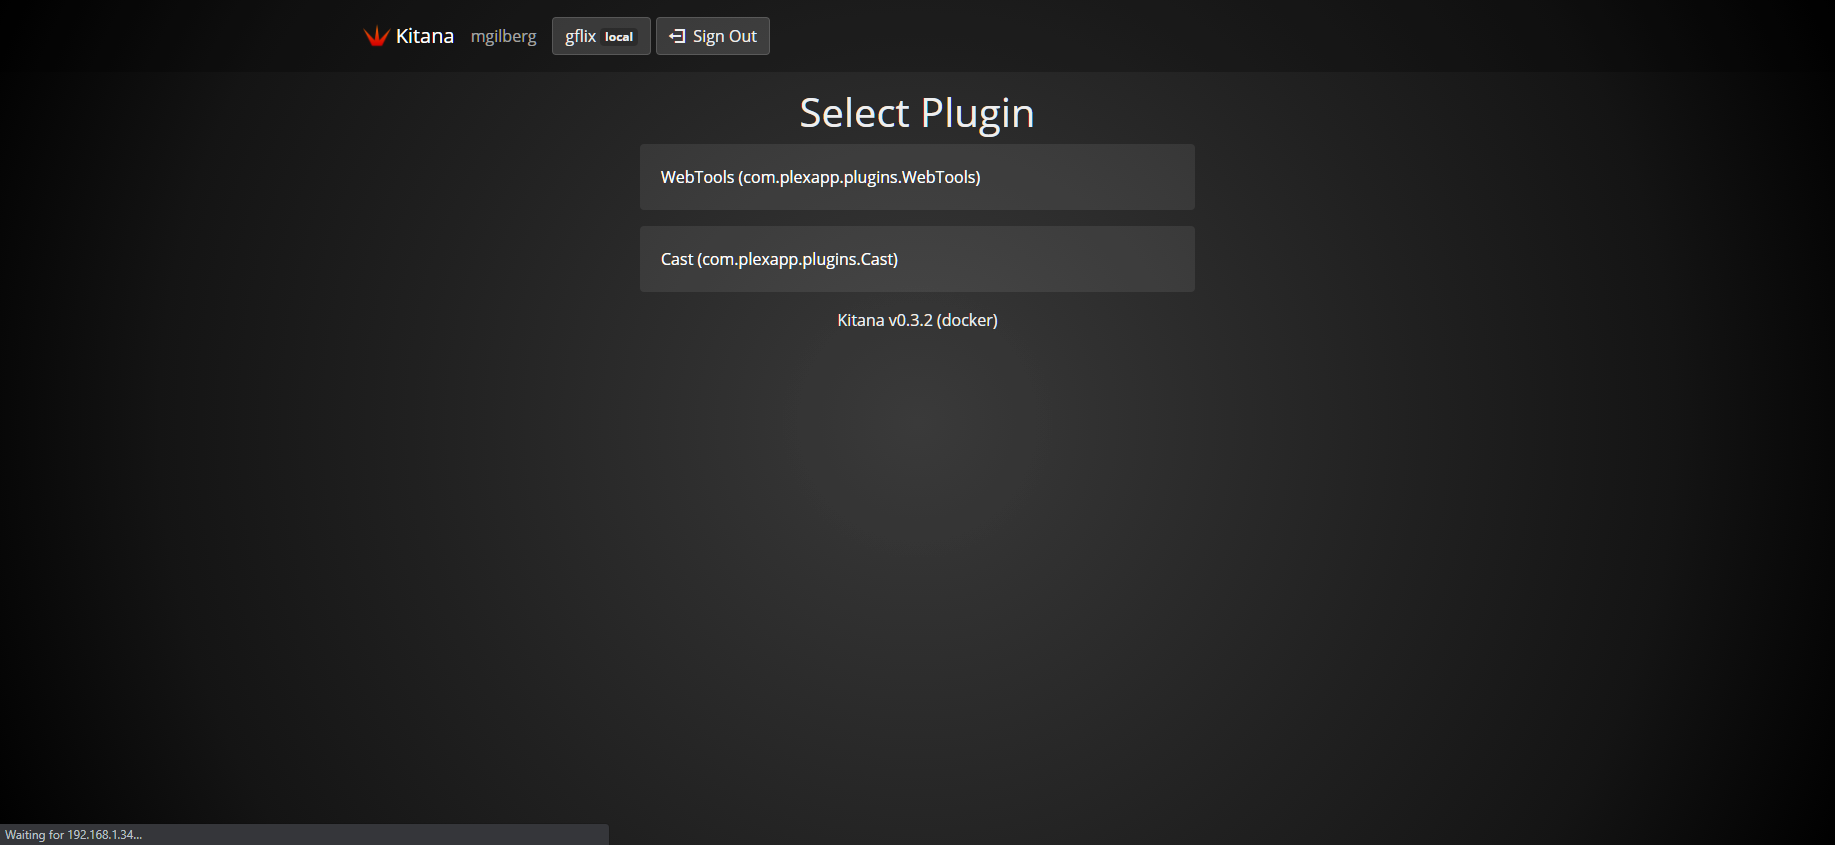 Kitana mgilberg gflix local Sign Out
Select Plugin
WebTools (com.plexapp.plugins.WebTools)
Cast (com.plexapp.plugins.Cast)
Kitana v0.3.2 (docker)
Waiting for 192.168.1.34...